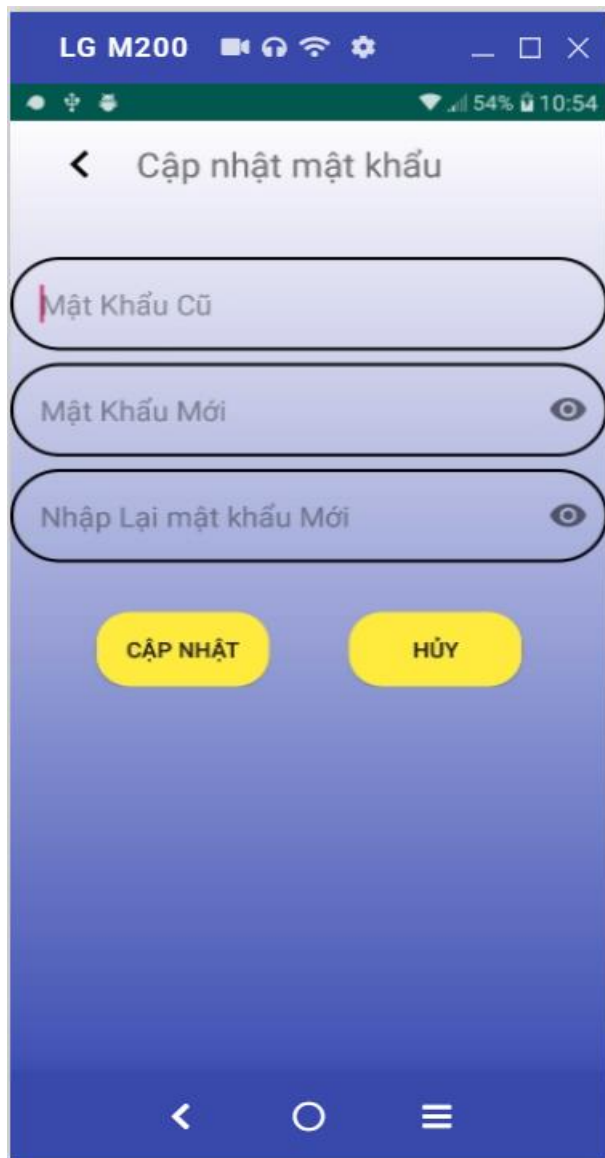 LG M200
54% 10:54
Cập nhật mật khẩu
Mật Khẩu Cũ
Mật Khẩu Mới
Nhập Lại mật khẩu Mới
CẬP NHẬT HỦY